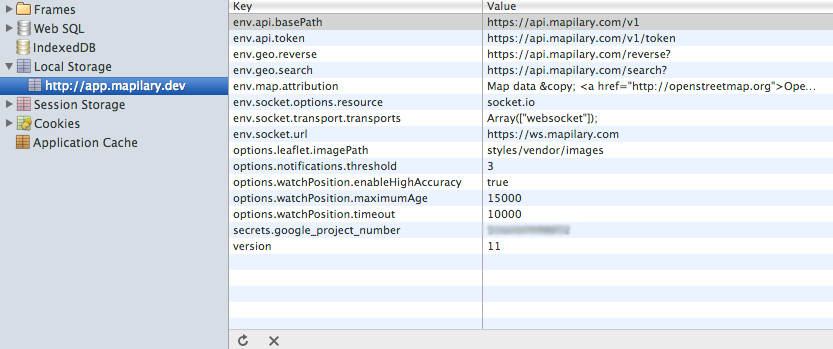 Frames
Web SQL
IndexedDB
Local Storage
http://app.mapilary.dev
Session Storage
Cookies
Application Cache
Key Value
env.api.basePath https://api.mapilary.com/v1
env.api.token https://api.mapilary.com/v1/token
env.geo.reverse https://api.mapilary.com/reverse?
env.geo.search https://api.mapilary.com/search?
env.map.attribution Map data &copy; <a href="http://openstreetmap.org">Ope...
env.socket.options.resource socket.io
env.socket.transport.transports Array(["websocket"]);
env.socket.url https://ws.mapilary.com
options.leaflet.imagePath styles/vendor/images
options.notifications.threshold 3
options.watchPosition.enableHighAccuracy true
options.watchPosition.maximumAge 15000
options.watchPosition.timeout 10000
secrets.google_project_number
version 11